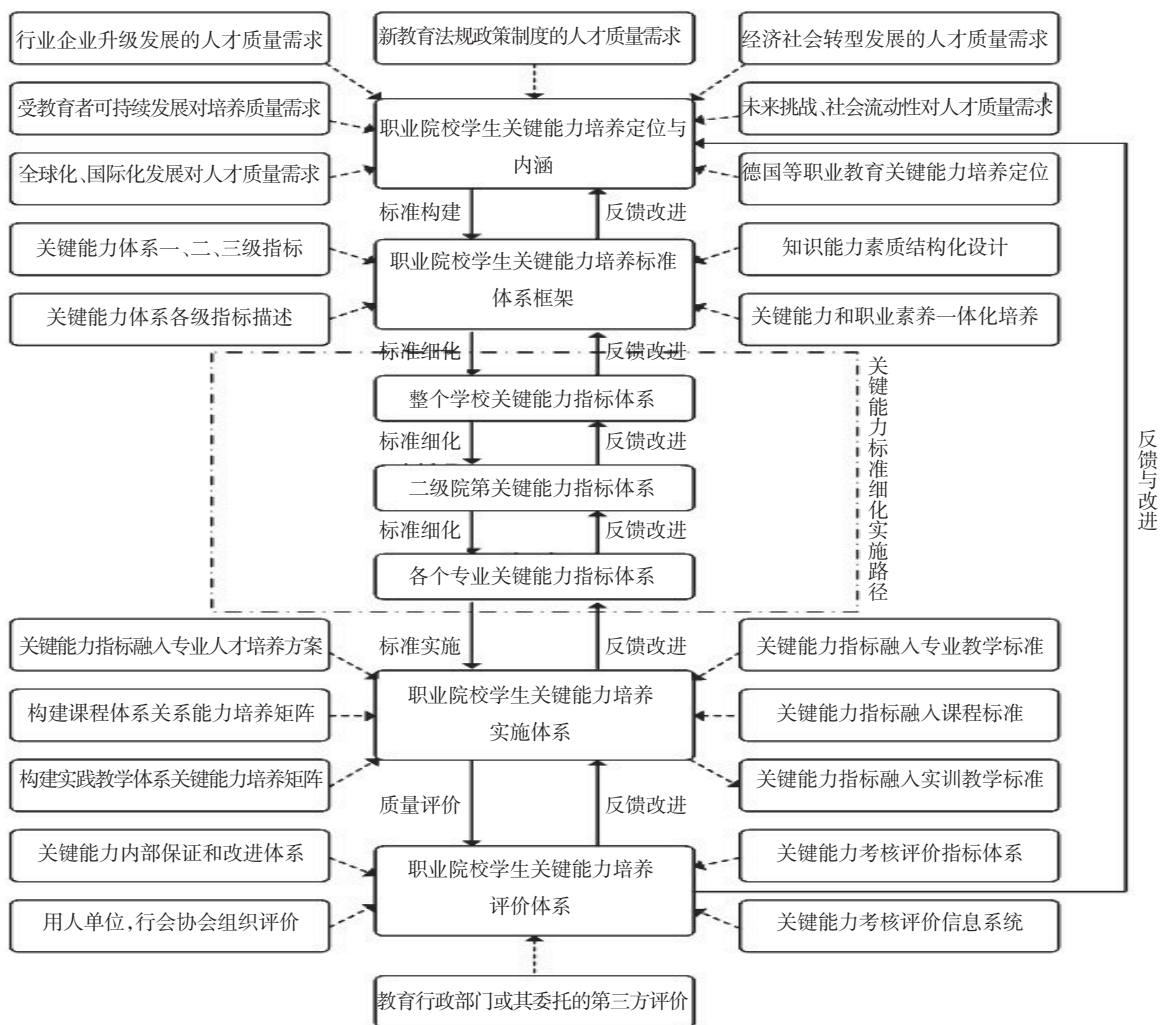 行业企业升级发展的人才质量需求
新教育法规政策制度的人才质量需求
经济社会转型发展的人才质量需求
受教育者可持续发展对培养质量需求
职业院校学生关键能力培养定位与
内涵
未来挑战、社会流动性对人才质量需求
全球化、国际化发展对人才质量需求
德国等职业教育关键能力培养定位
标准构建
反馈改进
关键能力体系一、二、三级指标
职业院校学生关键能力培养标准
体系框架
知识能力素质结构化设计
关键能力体系各级指标描述
关键能力和职业素养一体化培养
标准细化
反馈改进
整个学校关键能力指标体系
标准细化
反馈改进
二级院第关键能力指标体系
标准细化
反馈改进
各个专业关键能力指标体系
关键能力标准细化实施路径
反馈与改进
标准实施
反馈改进
关键能力指标融入专业人才培养方案
关键能力指标融入专业教学标准
构建课程体系关系能力培养矩阵
职业院校学生关键能力培养
实施体系
关键能力指标融入课程标准
构建实践教学体系关键能力培养矩阵
关键能力指标融入实训教学标准
质量评价
反馈改进
关键能力内部保证和改进体系
职业院校学生关键能力培养
评价体系
关键能力考核评价指标体系
用人单位,行会协会组织评价
关键能力考核评价信息系统
教育行政部门或其委托的第三方评价